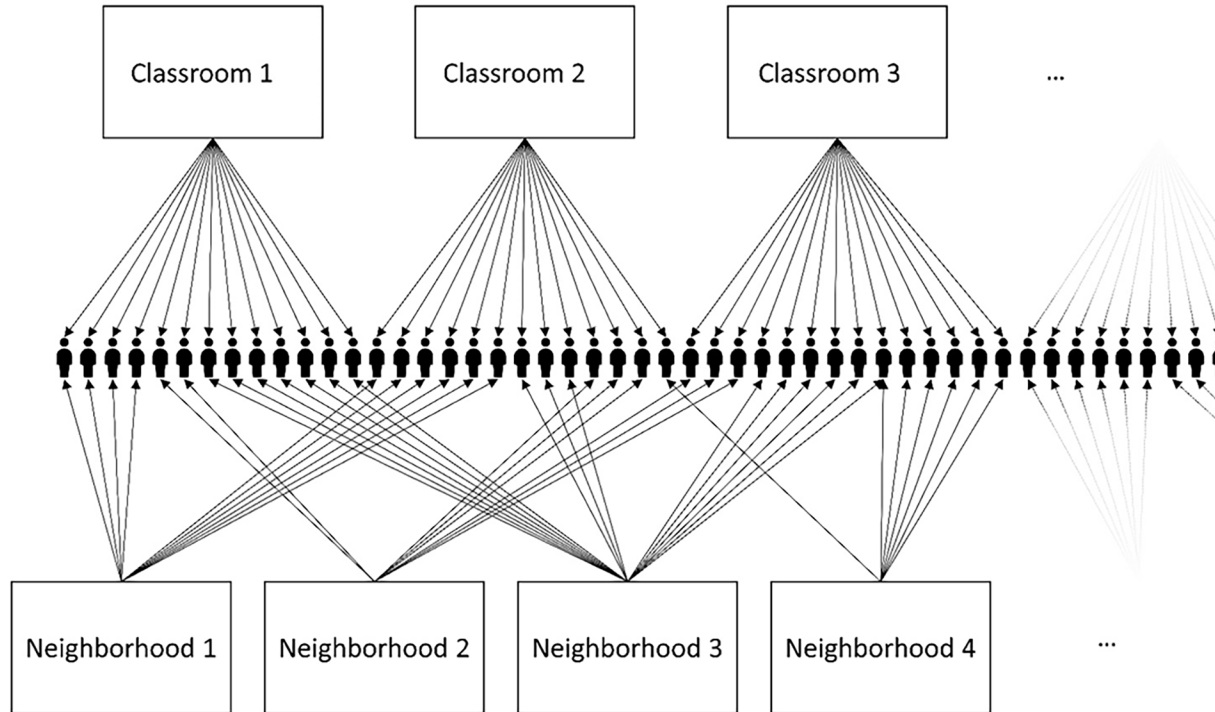 Classroom 1
Classroom 2
Classroom 3
...
Neighborhood 1
Neighborhood 2
Neighborhood 3
Neighborhood 4
...